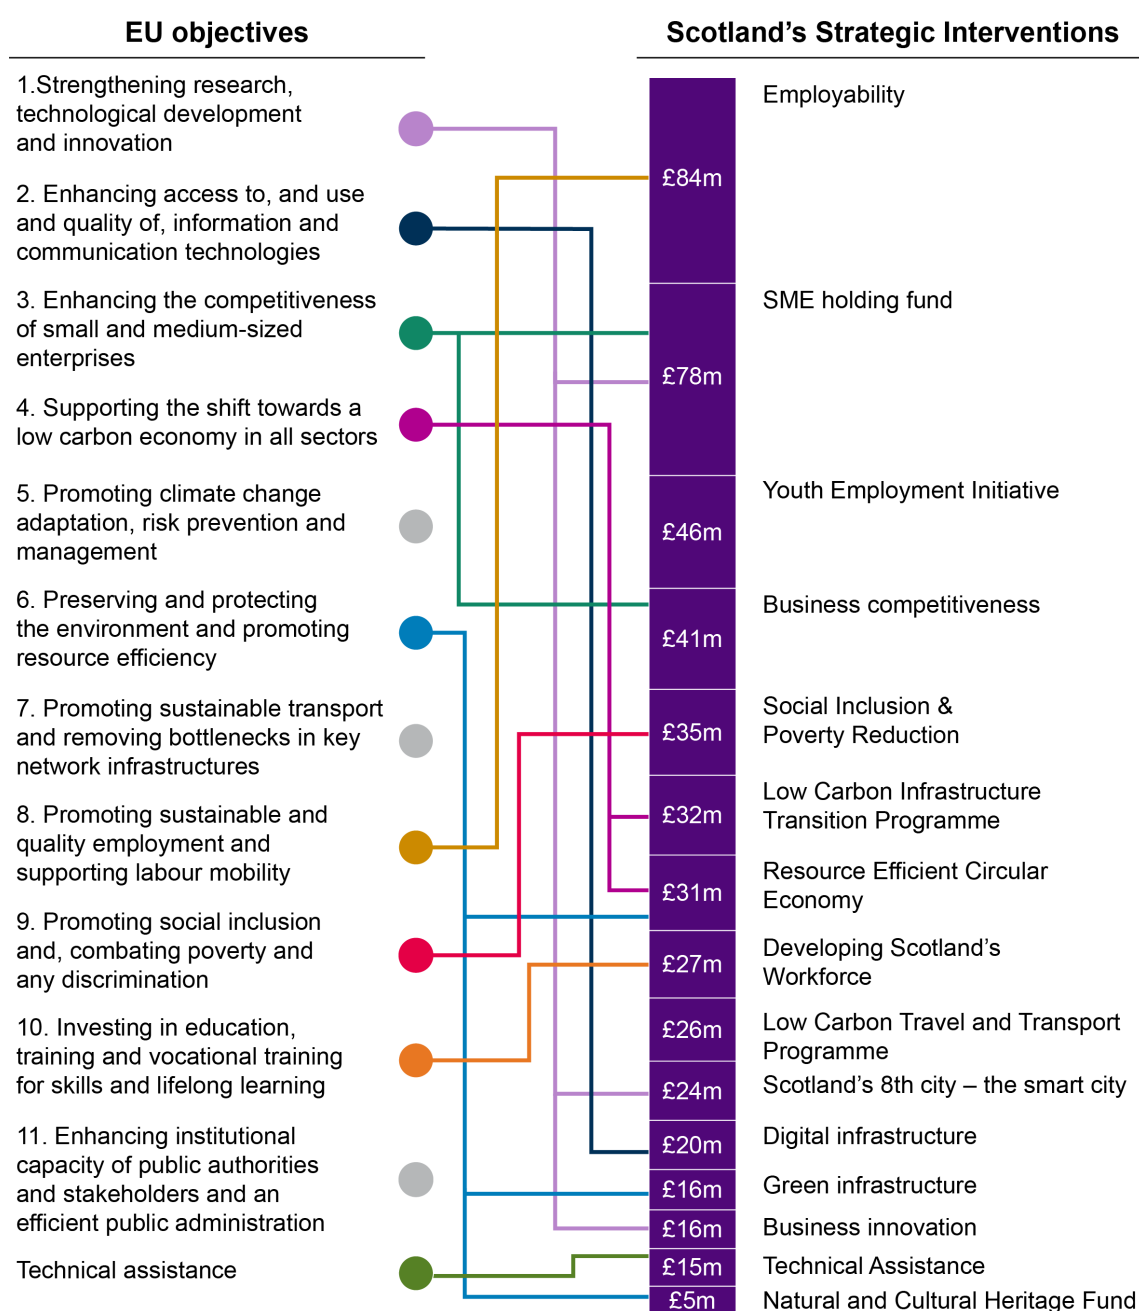 EU objectives
1.Strengthening research,
technological development
and innovation
2. Enhancing access to, and use
and quality of, information and
communication technologies
3. Enhancing the competitiveness
of small and medium-sized
enterprises
4. Supporting the shift towards a
low carbon economy in all sectors
5. Promoting climate change
adaptation, risk prevention and
management
6. Preserving and protecting
the environment and promoting
resource efficiency
7. Promoting sustainable transport
and removing bottlenecks in key
network infrastructures
8. Promoting sustainable and
quality employment and
supporting labour mobility
9. Promoting social inclusion
and, combating poverty and
any discrimination
10. Investing in education,
training and vocational training
for skills and lifelong learning
11. Enhancing institutional
capacity of public authorities
and stakeholders and an
efficient public administration
Technical assistance
Scotland’s Strategic Interventions
Employability
£84m
SME holding fund
£78m
Youth Employment Initiative
£46m
Business competitiveness
£41m
Social Inclusion &
Poverty Reduction
£35m
Low Carbon Infrastructure
Transition Programme
£32m
Resource Efficient Circular
Economy
£31m
Developing Scotland’s
Workforce
£27m
Low Carbon Travel and Transport
Programme
£26m
Scotland’s 8th city – the smart city
£24m
Digital infrastructure
£20m
Green infrastructure
£16m
Business innovation
£16m
Technical Assistance
£15m
Natural and Cultural Heritage Fund
£5m